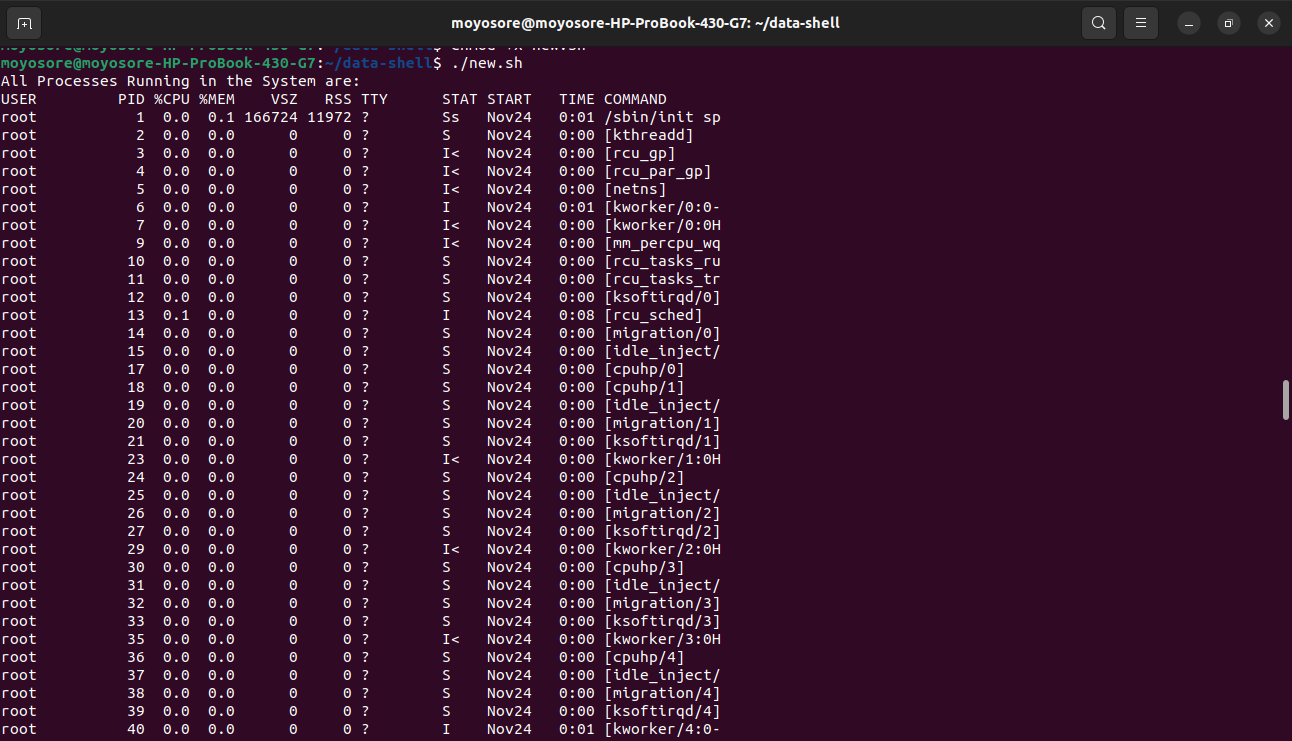 moyosore@moyosore-HP-ProBook-430-G7: ~/data-shell
moyosore@moyosore-HP-ProBook-430-G7:~/data-shell$ chmod +x new.sh
moyosore@moyosore-HP-ProBook-430-G7:~/data-shell$ ./new.sh
All Processes Running in the System are:
USER         PID %CPU %MEM    VSZ   RSS TTY      STAT START   TIME COMMAND
root           1  0.0  0.1 166724 11972 ?        Ss   Nov24   0:01 /sbin/init sp
root           2  0.0  0.0      0     0 ?        S    Nov24   0:00 [kthreadd]
root           3  0.0  0.0      0     0 ?        I<   Nov24   0:00 [rcu_gp]
root           4  0.0  0.0      0     0 ?        I<   Nov24   0:00 [rcu_par_gp]
root           5  0.0  0.0      0     0 ?        I<   Nov24   0:00 [netns]
root           6  0.0  0.0      0     0 ?        I    Nov24   0:01 [kworker/0:0-
root           7  0.0  0.0      0     0 ?        I<   Nov24   0:00 [kworker/0:0H
root           9  0.0  0.0      0     0 ?        I<   Nov24   0:00 [mm_percpu_wq
root          10  0.0  0.0      0     0 ?        S    Nov24   0:00 [rcu_tasks_ru
root          11  0.0  0.0      0     0 ?        S    Nov24   0:00 [rcu_tasks_tr
root          12  0.0  0.0      0     0 ?        S    Nov24   0:00 [ksoftirqd/0]
root          13  0.1  0.0      0     0 ?        I    Nov24   0:08 [rcu_sched]
root          14  0.0  0.0      0     0 ?        S    Nov24   0:00 [migration/0]
root          15  0.0  0.0      0     0 ?        S    Nov24   0:00 [idle_inject/
root          17  0.0  0.0      0     0 ?        S    Nov24   0:00 [cpuhp/0]
root          18  0.0  0.0      0     0 ?        S    Nov24   0:00 [cpuhp/1]
root          19  0.0  0.0      0     0 ?        S    Nov24   0:00 [idle_inject/
root          20  0.0  0.0      0     0 ?        S    Nov24   0:00 [migration/1]
root          21  0.0  0.0      0     0 ?        S    Nov24   0:00 [ksoftirqd/1]
root          23  0.0  0.0      0     0 ?        I<   Nov24   0:00 [kworker/1:0H
root          24  0.0  0.0      0     0 ?        S    Nov24   0:00 [cpuhp/2]
root          25  0.0  0.0      0     0 ?        S    Nov24   0:00 [idle_inject/
root          26  0.0  0.0      0     0 ?        S    Nov24   0:00 [migration/2]
root          27  0.0  0.0      0     0 ?        S    Nov24   0:00 [ksoftirqd/2]
root          29  0.0  0.0      0     0 ?        I<   Nov24   0:00 [kworker/2:0H
root          30  0.0  0.0      0     0 ?        S    Nov24   0:00 [cpuhp/3]
root          31  0.0  0.0      0     0 ?        S    Nov24   0:00 [idle_inject/
root          32  0.0  0.0      0     0 ?        S    Nov24   0:00 [migration/3]
root          33  0.0  0.0      0     0 ?        S    Nov24   0:00 [ksoftirqd/3]
root          35  0.0  0.0      0     0 ?        I<   Nov24   0:00 [kworker/3:0H
root          36  0.0  0.0      0     0 ?        S    Nov24   0:00 [cpuhp/4]
root          37  0.0  0.0      0     0 ?        S    Nov24   0:00 [idle_inject/
root          38  0.0  0.0      0     0 ?        S    Nov24   0:00 [migration/4]
root          39  0.0  0.0      0     0 ?        S    Nov24   0:00 [ksoftirqd/4]
root          40  0.0  0.0      0     0 ?        I    Nov24   0:01 [kworker/4:0-